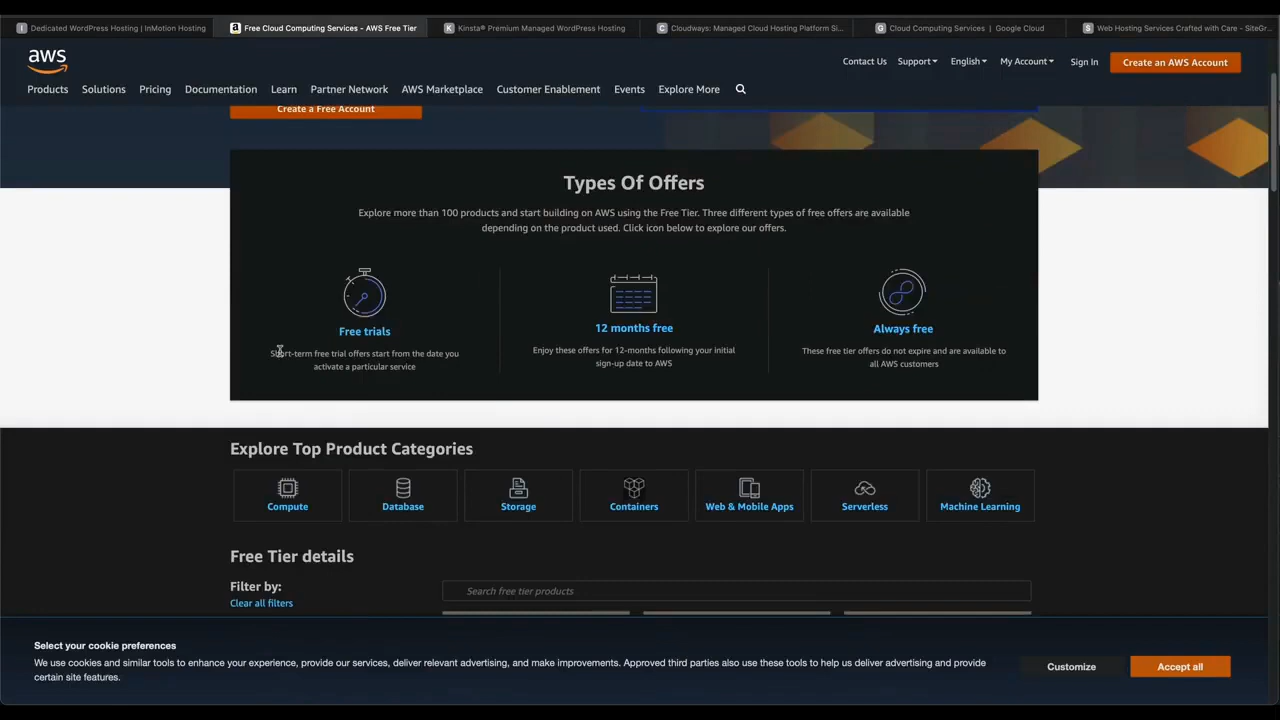 Dedicated WordPress Hosting | InMotion Hosting
Free Cloud Computing Services - AWS Free Tier
Kinsta® Premium Managed WordPress Hosting
Cloudways: Managed Cloud Hosting Platform Si...
Cloud Computing Services | Google Cloud
Web Hosting Services Crafted with Care - SiteGr...
aws
Contact Us Support English My Account Sign In Create an AWS Account
Products Solutions Pricing Documentation Learn Partner Network AWS Marketplace Customer Enablement Events Explore More
Create a Free Account
Types Of Offers
Explore more than 100 products and start building on AWS using the Free Tier. Three different types of free offers are available
depending on the product used. Click icon below to explore our offers.
Free trials
Short-term free trial offers start from the date you
activate a particular service
12 months free
Enjoy these offers for 12-months following your initial
sign-up date to AWS
Always free
These free tier offers do not expire and are available to
all AWS customers
Explore Top Product Categories
Compute Database Storage Containers Web & Mobile Apps Serverless Machine Learning
Free Tier details
Filter by:
Clear all filters
Search free tier products
Select your cookie preferences
We use cookies and similar tools to enhance your experience, provide our services, deliver relevant advertising, and make improvements. Approved third parties also use these tools to help us deliver advertising and provide
certain site features.
Customize
Accept all